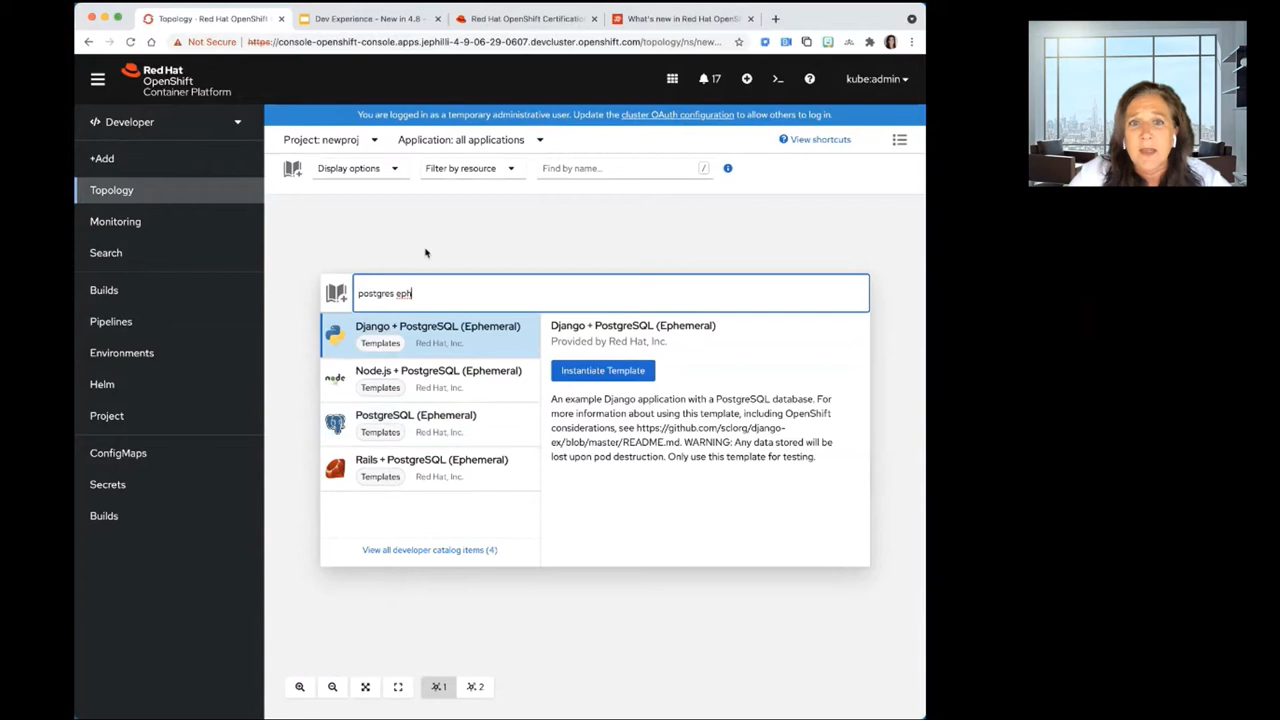 Topology · Red Hat OpenShift
Dev Experience - New in 4.8 -
Red Hat OpenShift Certification
What's new in Red Hat OpenSh
Not Secure
https://console-openshift-console.apps.jephilli-4-9-06-29-0607.devcluster.openshift.com/topology/ns/new...
Red Hat
OpenShift
Container Platform
17
kube:admin
You are logged in as a temporary administrative user. Update the cluster OAuth configuration to allow others to log in.
Developer
Project: newproj
Application: all applications
View shortcuts
+Add
Display options
Filter by resource
Find by name...
/
Topology
Monitoring
Search
Builds
Pipelines
Environments
Helm
Project
ConfigMaps
Secrets
Builds
postgres eph
Django + PostgreSQL (Ephemeral)
Templates
Red Hat, Inc.
Node.js + PostgreSQL (Ephemeral)
Templates
Red Hat, Inc.
PostgreSQL (Ephemeral)
Templates
Red Hat, Inc.
Rails + PostgreSQL (Ephemeral)
Templates
Red Hat, Inc.
View all developer catalog items (4)
Django + PostgreSQL (Ephemeral)
Provided by Red Hat, Inc.
Instantiate Template
An example Django application with a PostgreSQL database. For
more information about using this template, including OpenShift
considerations, see https://github.com/sclorg/django-
ex/blob/master/README.md. WARNING: Any data stored will be
lost upon pod destruction. Only use this template for testing.
1
2